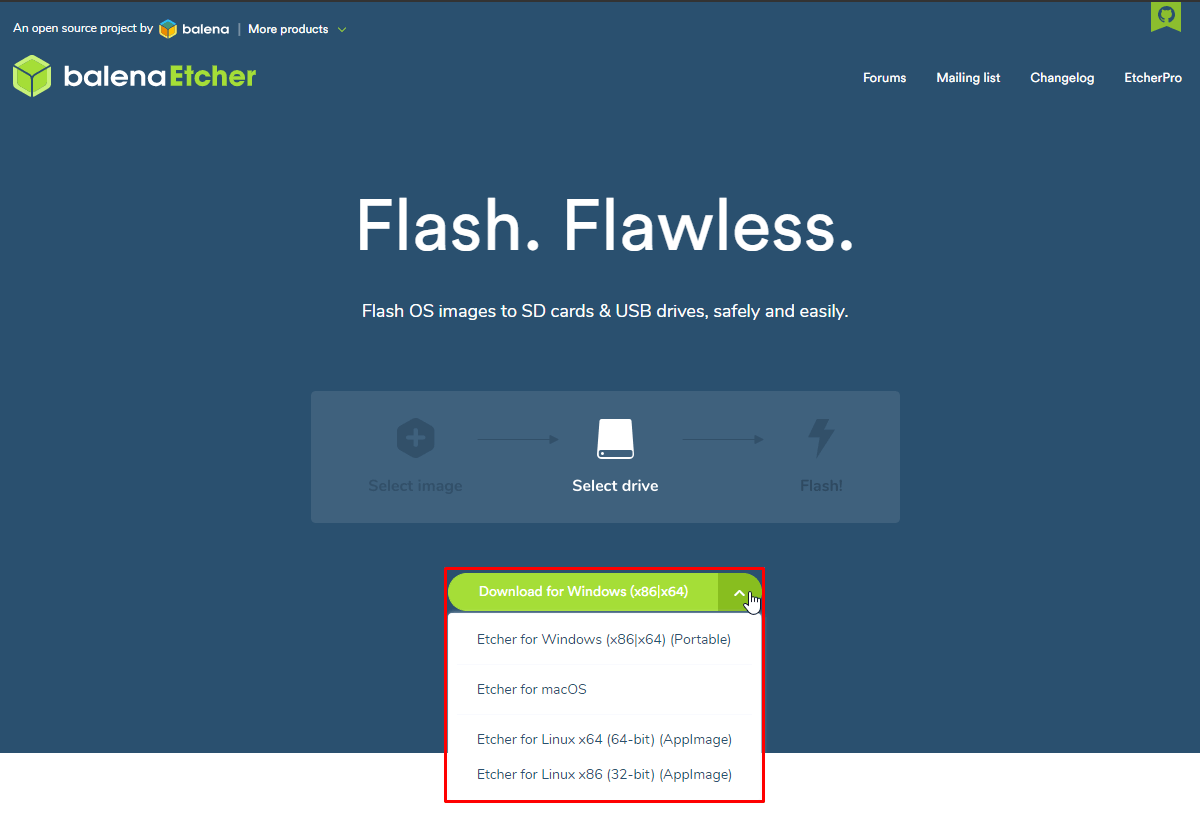 An open source project by balena | More products
balenaEtcher
Forums Mailing list Changelog EtcherPro
Flash. Flawless.
Flash OS images to SD cards & USB drives, safely and easily.
Select image Select drive Flash!
Download for Windows (x86|x64)
Etcher for Windows (x86|x64) (Portable)
Etcher for macOS
Etcher for Linux x64 (64-bit) (AppImage)
Etcher for Linux x86 (32-bit) (AppImage)